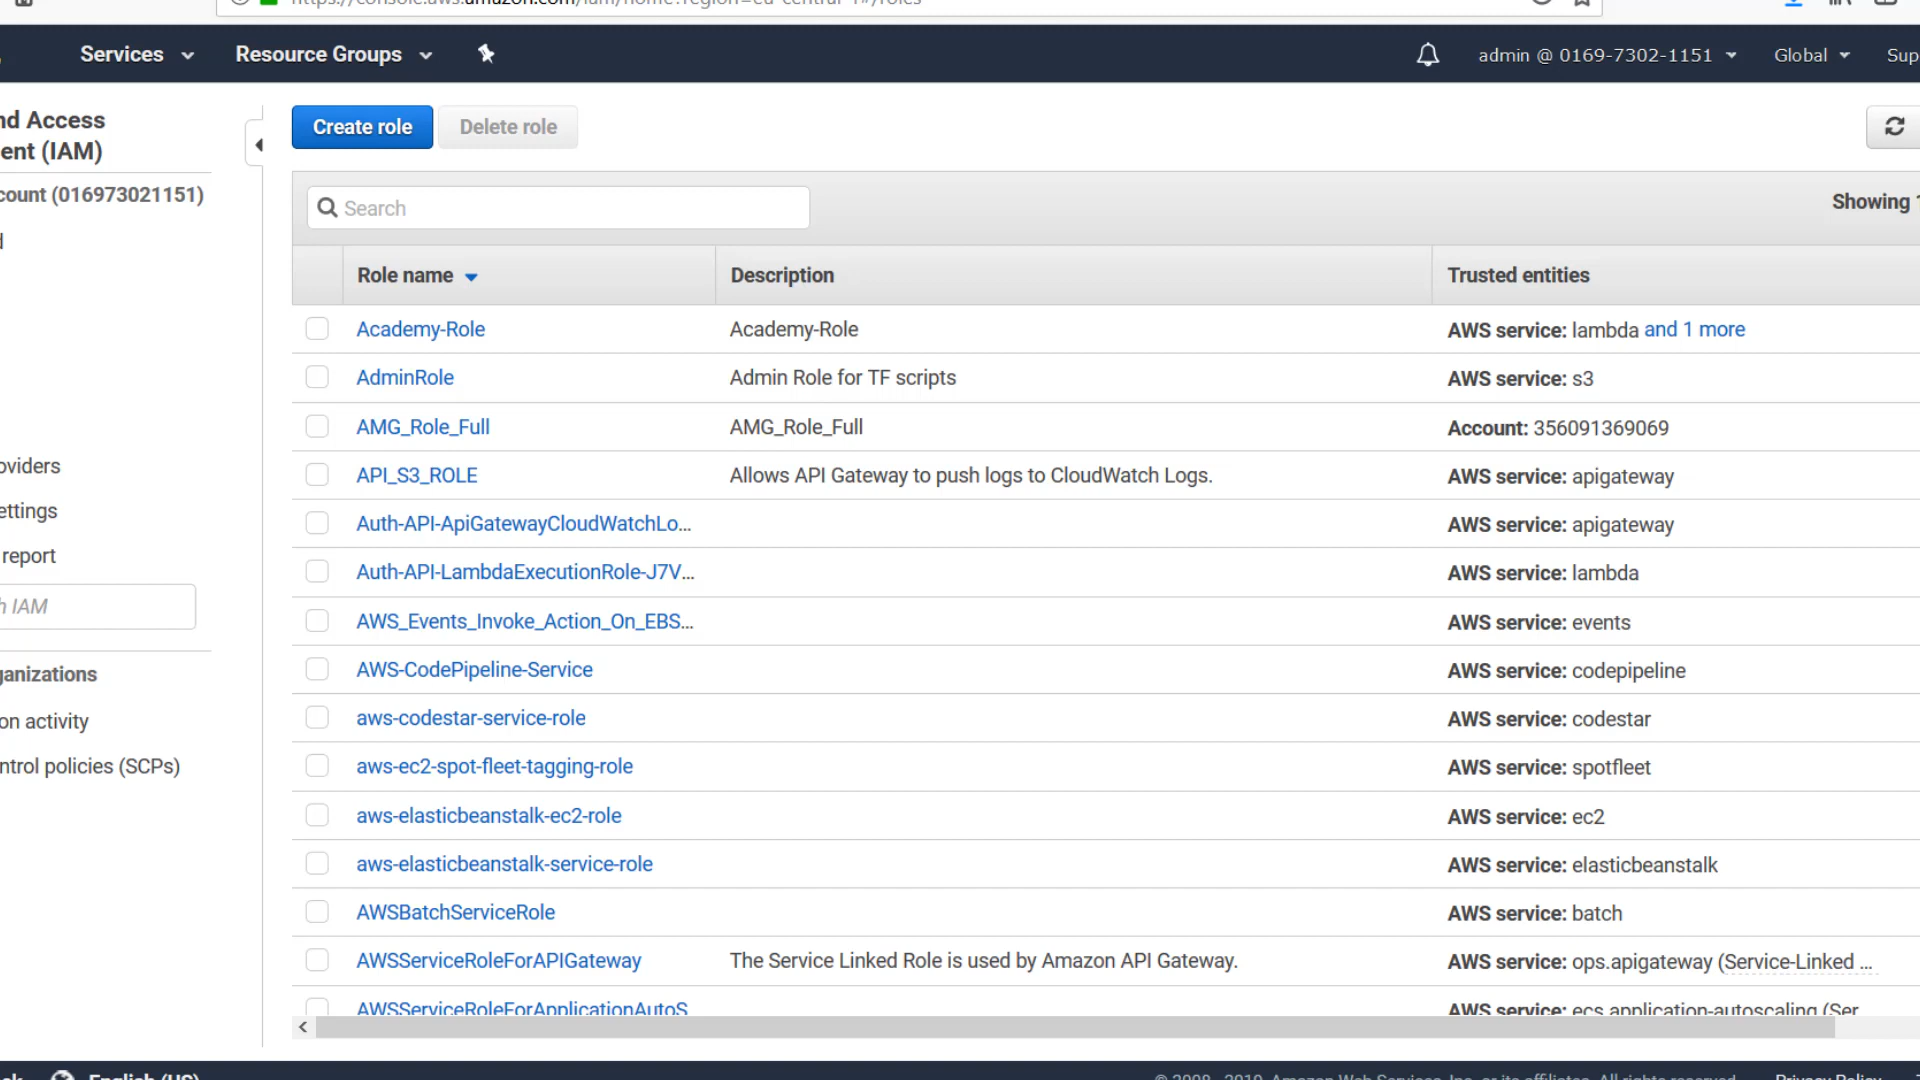 https://console.aws.amazon.com/iam/home?region=eu-central-1#/roles
Services
Resource Groups
admin @ 0169-7302-1151
Global
Sup
nd Access
ent (IAM)
count (016973021151)
d
oviders
ettings
report
h IAM
ganizations
on activity
ntrol policies (SCPs)
Create role
Delete role
Search
Showing 1
Role name
Description
Trusted entities
Academy-Role
Academy-Role
AWS service: lambda and 1 more
AdminRole
Admin Role for TF scripts
AWS service: s3
AMG_Role_Full
AMG_Role_Full
Account: 356091369069
API_S3_ROLE
Allows API Gateway to push logs to CloudWatch Logs.
AWS service: apigateway
Auth-API-ApiGatewayCloudWatchLo...
AWS service: apigateway
Auth-API-LambdaExecutionRole-J7V...
AWS service: lambda
AWS_Events_Invoke_Action_On_EBS...
AWS service: events
AWS-CodePipeline-Service
AWS service: codepipeline
aws-codestar-service-role
AWS service: codestar
aws-ec2-spot-fleet-tagging-role
AWS service: spotfleet
aws-elasticbeanstalk-ec2-role
AWS service: ec2
aws-elasticbeanstalk-service-role
AWS service: elasticbeanstalk
AWSBatchServiceRole
AWS service: batch
AWSServiceRoleForAPIGateway
The Service Linked Role is used by Amazon API Gateway.
AWS service: ops.apigateway (Service-Linked ...
AWSServiceRoleForApplicationAutoS
AWS service: ecs.application-autoscaling (Ser
English (US)
© 2008 - 2019, Amazon Web Services, Inc. or its affiliates. All rights reserved.
Privacy Policy